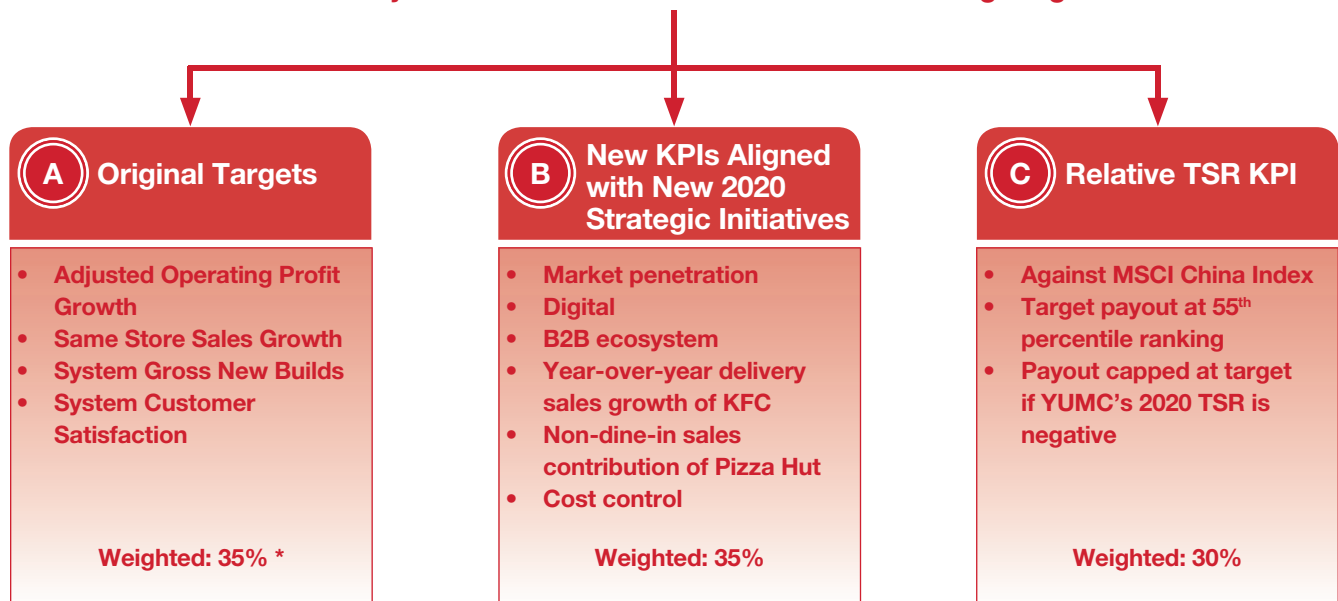 A Original Targets
• Adjusted Operating Profit
Growth
• Same Store Sales Growth
• System Gross New Builds
• System Customer
Satisfaction
Weighted: 35% *
B New KPIs Aligned
with New 2020
Strategic Initiatives
• Market penetration
• Digital
• B2B ecosystem
• Year-over-year delivery
sales growth of KFC
• Non-dine-in sales
contribution of Pizza Hut
• Cost control
Weighted: 35%
C Relative TSR KPI
• Against MSCI China Index
• Target payout at 55th
percentile ranking
• Payout capped at target
if YUMC’s 2020 TSR is
negative
Weighted: 30%